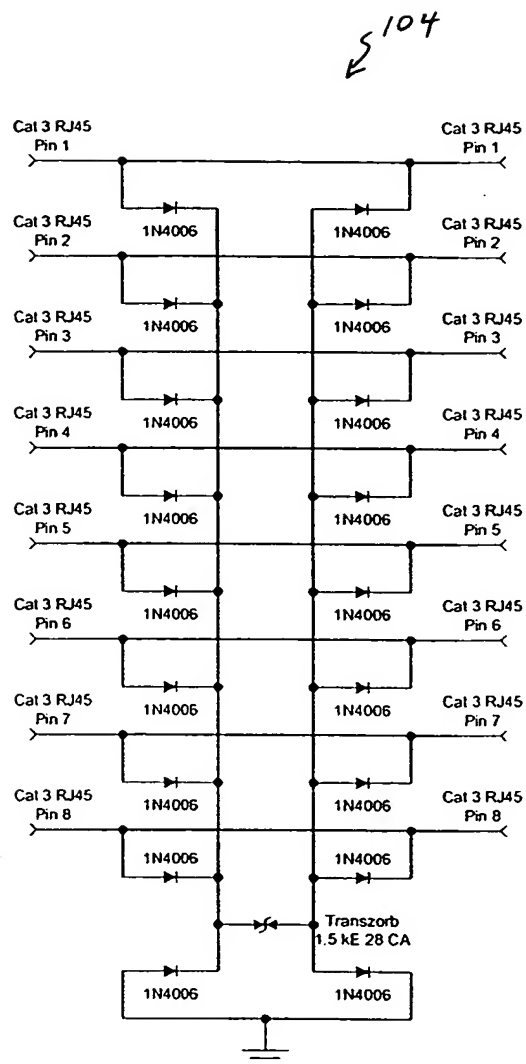 104
Cat 3 RJ45 Cat 3 RJ45
Pin 1 Pin 1
1N4006 1N4006
Cat 3 RJ45 Cat 3 RJ45
Pin 2 Pin 2
1N4006 1N4006
Cat 3 RJ45 Cat 3 RJ45
Pin 3 Pin 3
1N4006 1N4006
Cat 3 RJ45 Cat 3 RJ45
Pin 4 Pin 4
1N4006 1N4006
Cat 3 RJ45 Cat 3 RJ45
Pin 5 Pin 5
1N4006 1N4006
Cat 3 RJ45 Cat 3 RJ45
Pin 6 Pin 6
1N4006 1N4006
Cat 3 RJ45 Cat 3 RJ45
Pin 7 Pin 7
1N4006 1N4006
Cat 3 RJ45 Cat 3 RJ45
Pin 8 Pin 8
1N4006 1N4006
Transzorb
1.5 kE 28 CA
1N4006 1N4006